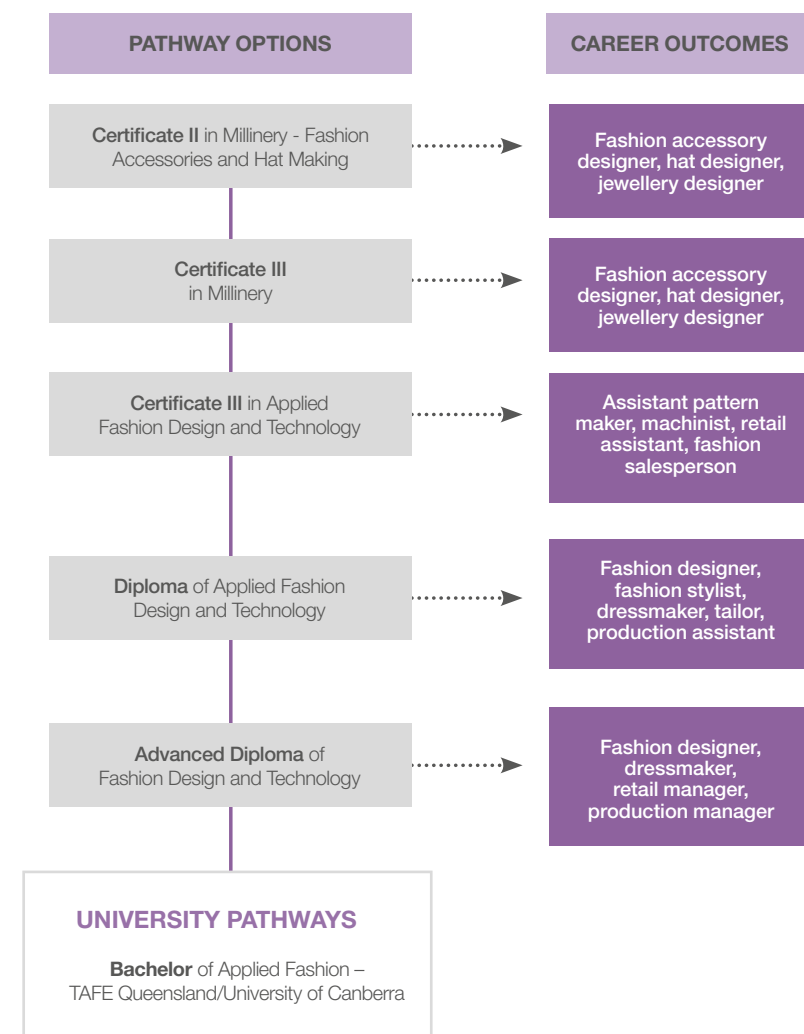 PATHWAY OPTIONS
CAREER OUTCOMES
Certificate II in Millinery - Fashion
Accessories and Hat Making
Fashion accessory
designer, hat designer,
jewellery designer
Certificate III
in Millinery
Fashion accessory
designer, hat designer,
jewellery designer
Certificate III in Applied
Fashion Design and Technology
Assistant pattern
maker, machinist, retail
assistant, fashion
salesperson
Diploma of Applied Fashion
Design and Technology
Fashion designer,
fashion stylist,
dressmaker, tailor,
production assistant
Advanced Diploma of
Fashion Design and Technology
Fashion designer,
dressmaker,
retail manager,
production manager
UNIVERSITY PATHWAYS
Bachelor of Applied Fashion –
TAFE Queensland/University of Canberra